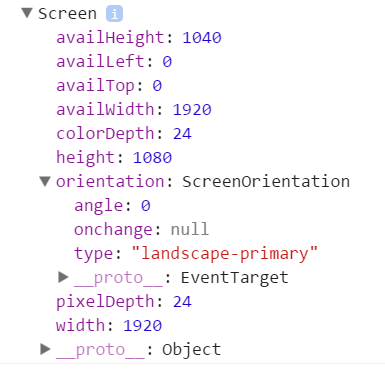 ▼ Screen i
availHeight: 1040
availLeft: 0
availTop: 0
availWidth: 1920
colorDepth: 24
height: 1080
▼ orientation: ScreenOrientation
angle: 0
onchange: null
type: "landscape-primary"
▶ __proto__: EventTarget
pixelDepth: 24
width: 1920
▶ __proto__: Object